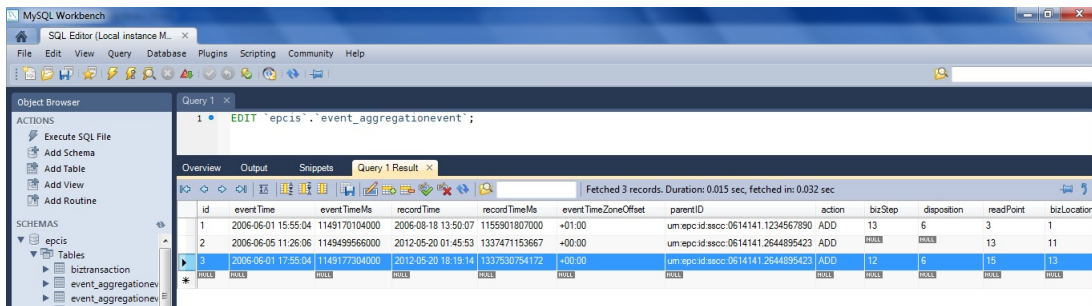 MySQL Workbench
SQL Editor (Local instance M...
File Edit View Query Database Plugins Scripting Community Help
Object Browser
Query 1
ACTIONS
1 EDIT `epcis`.`event_aggregationevent`;
Execute SQL File
Add Schema
Add Table
Add View
Add Routine
Overview Output Snippets Query 1 Result
Fetched 3 records. Duration: 0.015 sec, fetched in: 0.032 sec
id eventTime eventTimeMs recordTime recordTimeMs eventTimeZoneOffset parentID action bizStep disposition readPoint bizLocation
1 2006-06-01 15:55:04 1149170104000 2006-08-18 13:50:07 1155901807000 +01:00 urn:epc:id:sscc:0614141.1234567890 ADD 13 6 3 1
2 2006-06-05 11:26:06 1149499566000 2012-05-20 01:45:53 1337471153667 +00:00 urn:epc:id:sscc:0614141.2644895423 ADD NULL NULL 13 11
3 2006-06-01 17:55:04 1149177304000 2012-05-20 18:19:14 1337530754172 +00:00 urn:epc:id:sscc:0614141.2644895423 ADD 12 6 15 13
NULL NULL NULL NULL NULL NULL NULL NULL NULL NULL NULL NULL
SCHEMAS
epcis
Tables
biztransaction
event_aggregationev
event_aggregationev